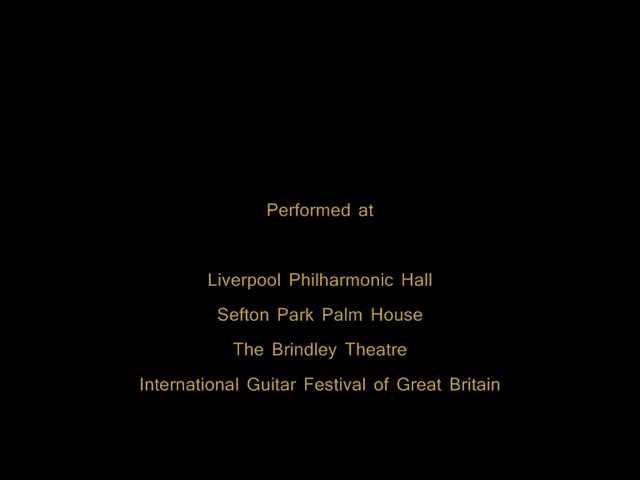 Performed at
Liverpool Philharmonic Hall
Sefton Park Palm House
The Brindley Theatre
International Guitar Festival of Great Britain